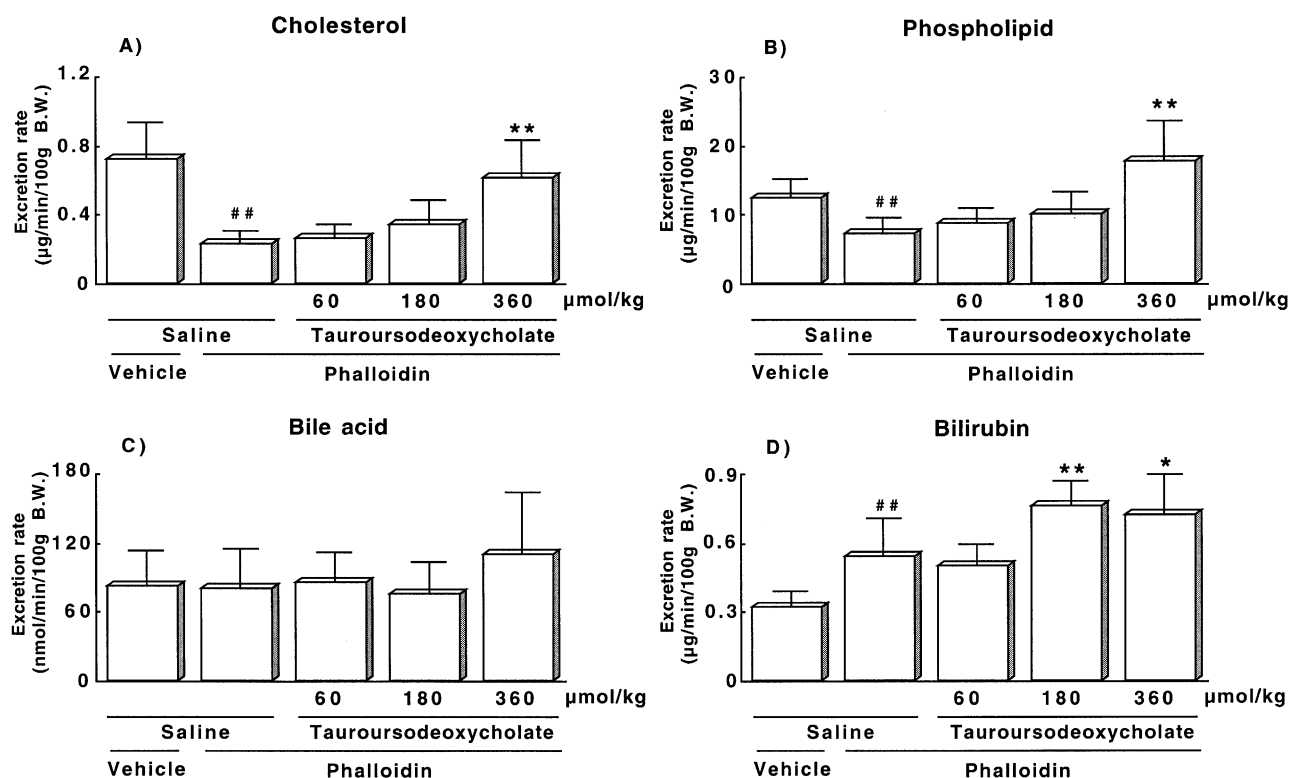 Cholesterol
A)
Excretion rate
(µg/min/100g B.W.)
1.2
0.8
0.4
0
##
**
60 180 360 µmol/kg
Saline Tauroursodeoxycholate
Vehicle Phalloidin
Phospholipid
B)
Excretion rate
(µg/min/100g B.W.)
30
20
10
0
##
**
60 180 360 µmol/kg
Saline Tauroursodeoxycholate
Vehicle Phalloidin
Bile acid
C)
Excretion rate
(nmol/min/100g B.W.)
180
120
60
0
60 180 360 µmol/kg
Saline Tauroursodeoxycholate
Vehicle Phalloidin
Bilirubin
D)
Excretion rate
(µg/min/100g B.W.)
0.9
0.6
0.3
0
##
**
*
60 180 360 µmol/kg
Saline Tauroursodeoxycholate
Vehicle Phalloidin